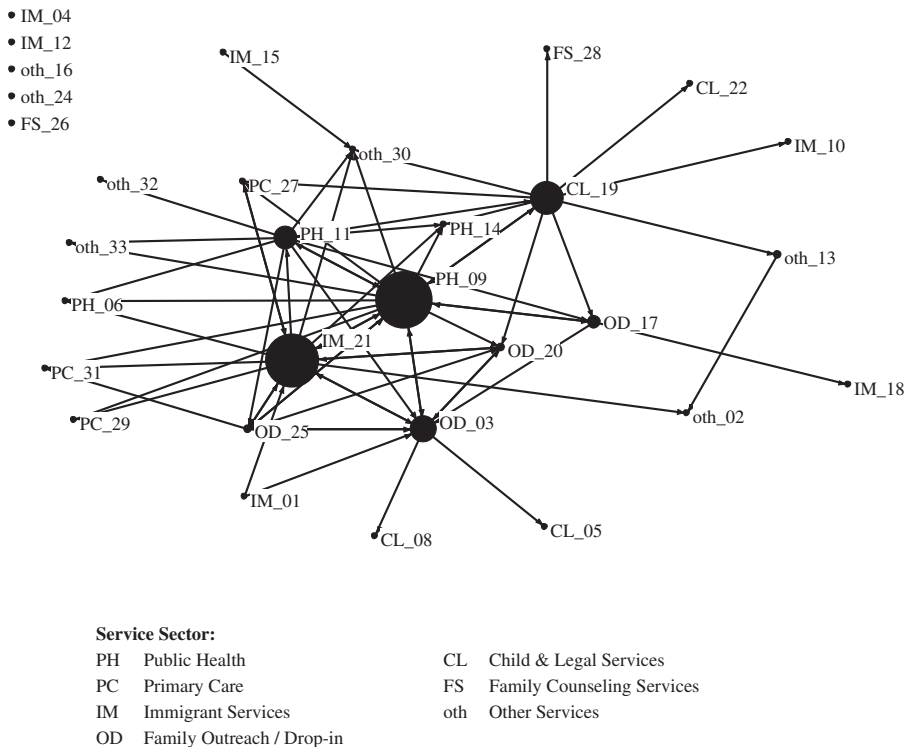 IM_04
IM_12
oth_16
oth_24
FS_26
IM_15
FS_28
CL_22
IM_10
oth_30
oth_32
PC_27
CL_19
PH_11
PH_14
oth_33
oth_13
PH_09
PH_06
OD_17
IM_21
OD_20
PC_31
IM_18
PC_29
oth_02
OD_25
OD_03
IM_01
CL_08
CL_05
Service Sector:
PH Public Health
CL Child & Legal Services
PC Primary Care
FS Family Counseling Services
IM Immigrant Services
oth Other Services
OD Family Outreach / Drop-in